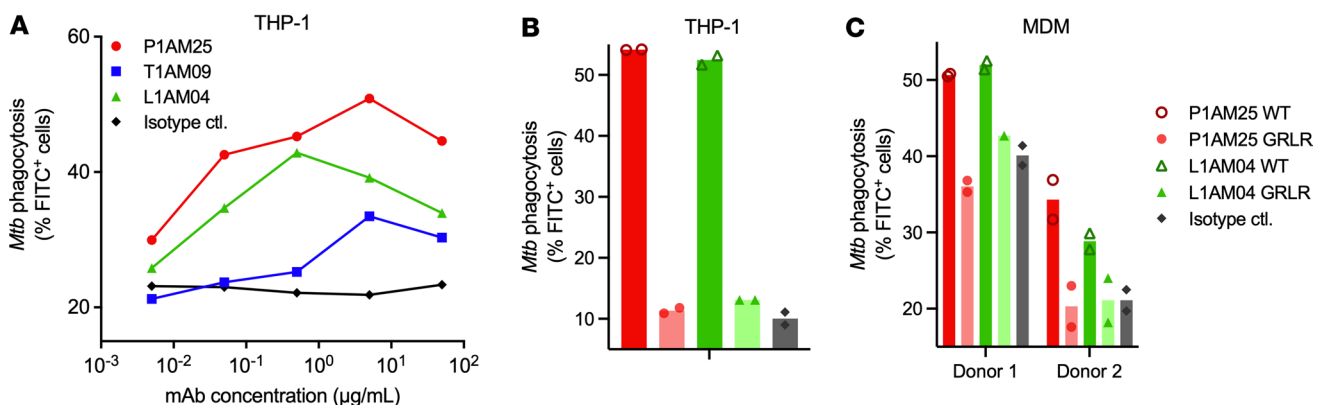 A
THP-1
Mtb phagocytosis
(% FITC⁺ cells)
60
40
20
P1AM25
T1AM09
L1AM04
Isotype ctl.
10⁻³
10⁻²
10⁻¹
10⁰
10¹
10²
mAb concentration (µg/mL)
B
THP-1
Mtb phagocytosis
(% FITC⁺ cells)
50
40
30
20
10
C
MDM
Mtb phagocytosis
(% FITC⁺ cells)
50
40
30
20
Donor 1
Donor 2
P1AM25 WT
P1AM25 GRLR
L1AM04 WT
L1AM04 GRLR
Isotype ctl.